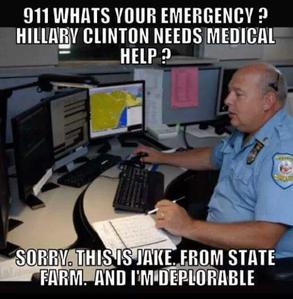 911 WHATS YOUR EMERGENCY ?
HILLARY CLINTON NEEDS MEDICAL
HELP ?
SORRY. THIS IS JAKE. FROM STATE
FARM. AND I'M DEPLORABLE